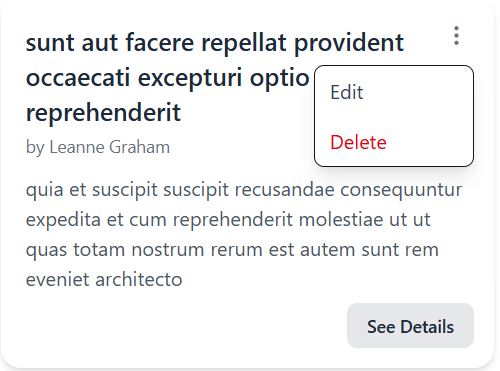 sunt aut facere repellat provident
occaecati excepturi optio
reprehenderit
by Leanne Graham
Edit
Delete
quia et suscipit suscipit recusandae consequuntur
expedita et cum reprehenderit molestiae ut ut
quas totam nostrum rerum est autem sunt rem
eveniet architecto
See Details